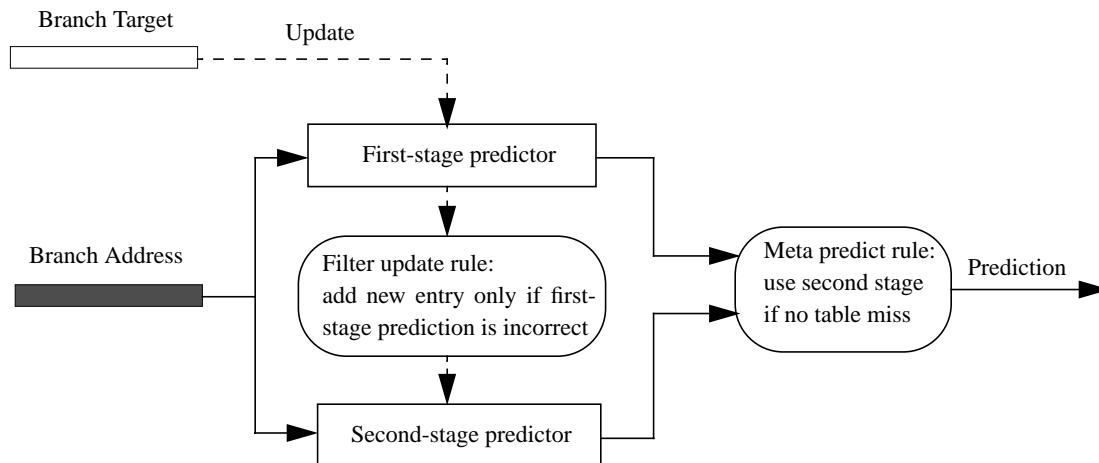 Branch Target
Update
First-stage predictor
Branch Address
Filter update rule:
add new entry only if first-
stage prediction is incorrect
Meta predict rule:
use second stage
if no table miss
Prediction
Second-stage predictor